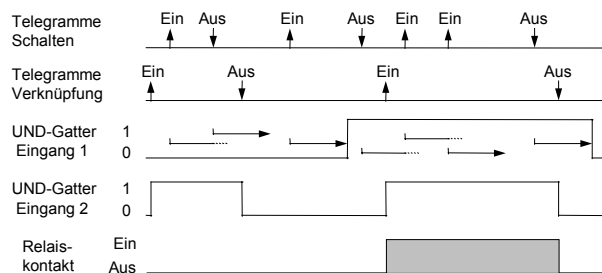 Telegramme Schalten
Ein Aus Ein Aus Ein Ein Aus
Telegramme Verknüpfung
Ein Aus Ein Aus
UND-Gatter 1
Eingang 1 0
UND-Gatter 1
Eingang 2 0
Relais- Ein
kontakt Aus